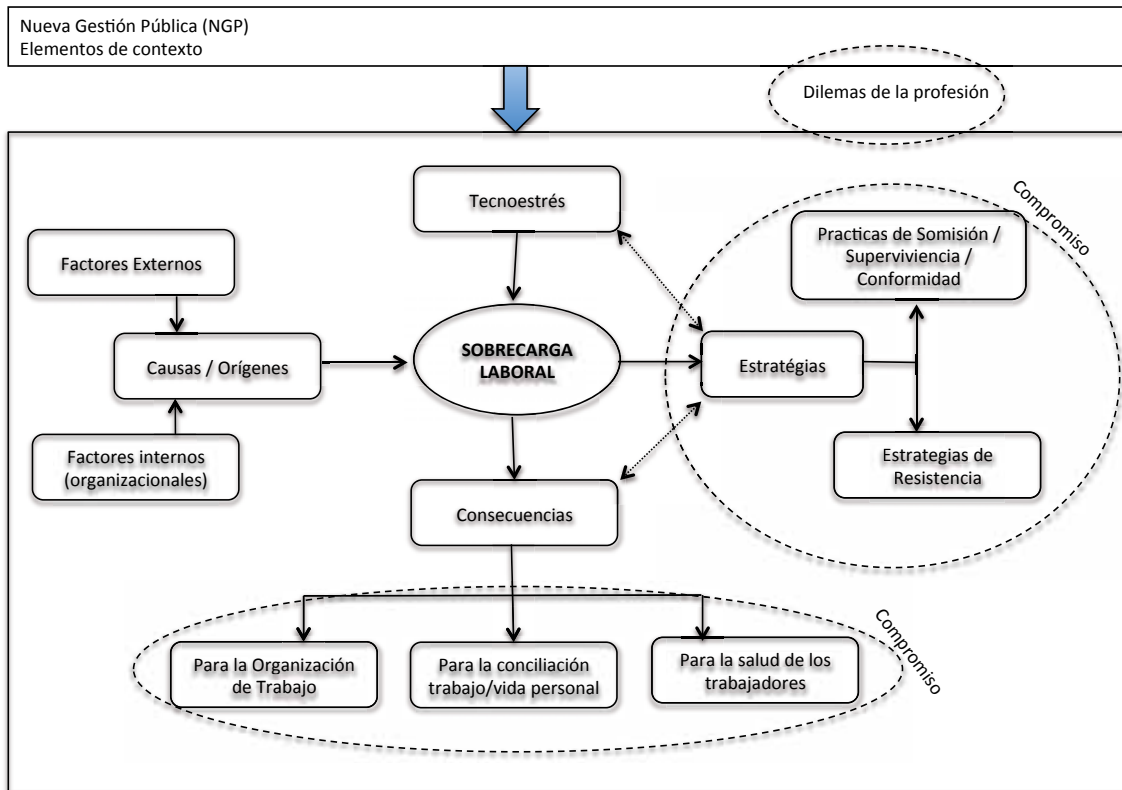 Nueva Gestión Pública (NGP)
Elementos de contexto
Dilemas de la profesión
Tecnoestrés
Compromiso
Practicas de Somisión /
Superviviencia /
Conformidad
Factores Externos
Causas / Orígenes
SOBRECARGA
LABORAL
Estratégias
Factores internos
(organizacionales)
Estrategias de
Resistencia
Consecuencias
Compromiso
Para la Organización
de Trabajo
Para la conciliación
trabajo/vida personal
Para la salud de los
trabajadores